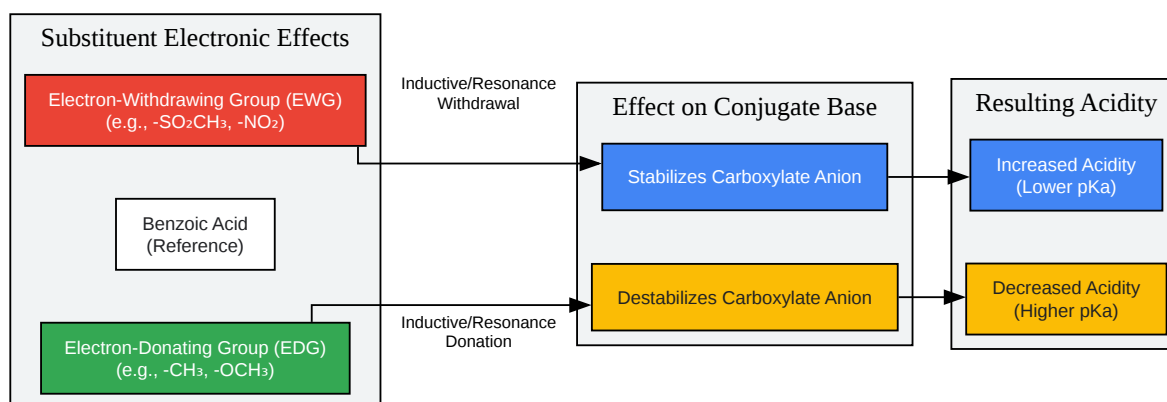 Substituent Electronic Effects
Electron-Withdrawing Group (EWG)
(e.g., -SO₂CH₃, -NO₂)
Benzoic Acid
(Reference)
Electron-Donating Group (EDG)
(e.g., -CH₃, -OCH₃)
Inductive/Resonance
Withdrawal
Inductive/Resonance
Donation
Effect on Conjugate Base
Stabilizes Carboxylate Anion
Destabilizes Carboxylate Anion
Resulting Acidity
Increased Acidity
(Lower pKa)
Decreased Acidity
(Higher pKa)